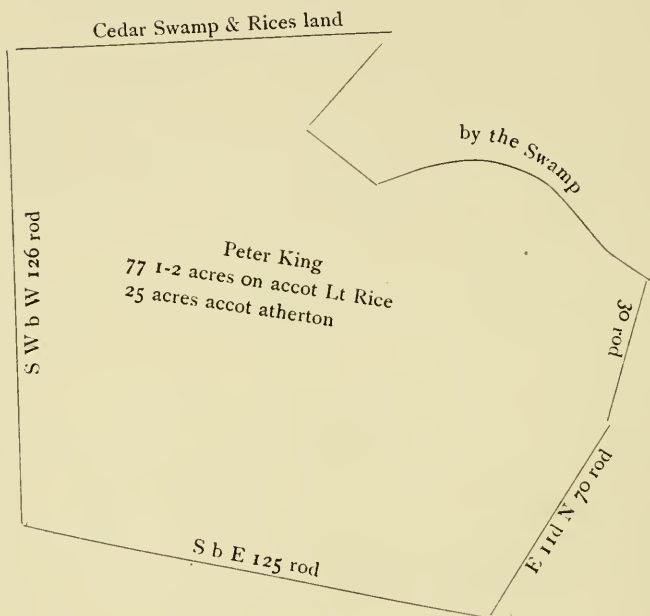 Cedar Swamp & Rices land
by the Swamp
S W b W 126 rod
Peter King
77 1-2 acres on accot Lt Rice
25 acres accot atherton
30 rod
E 11d N 70 rod
S b E 125 rod